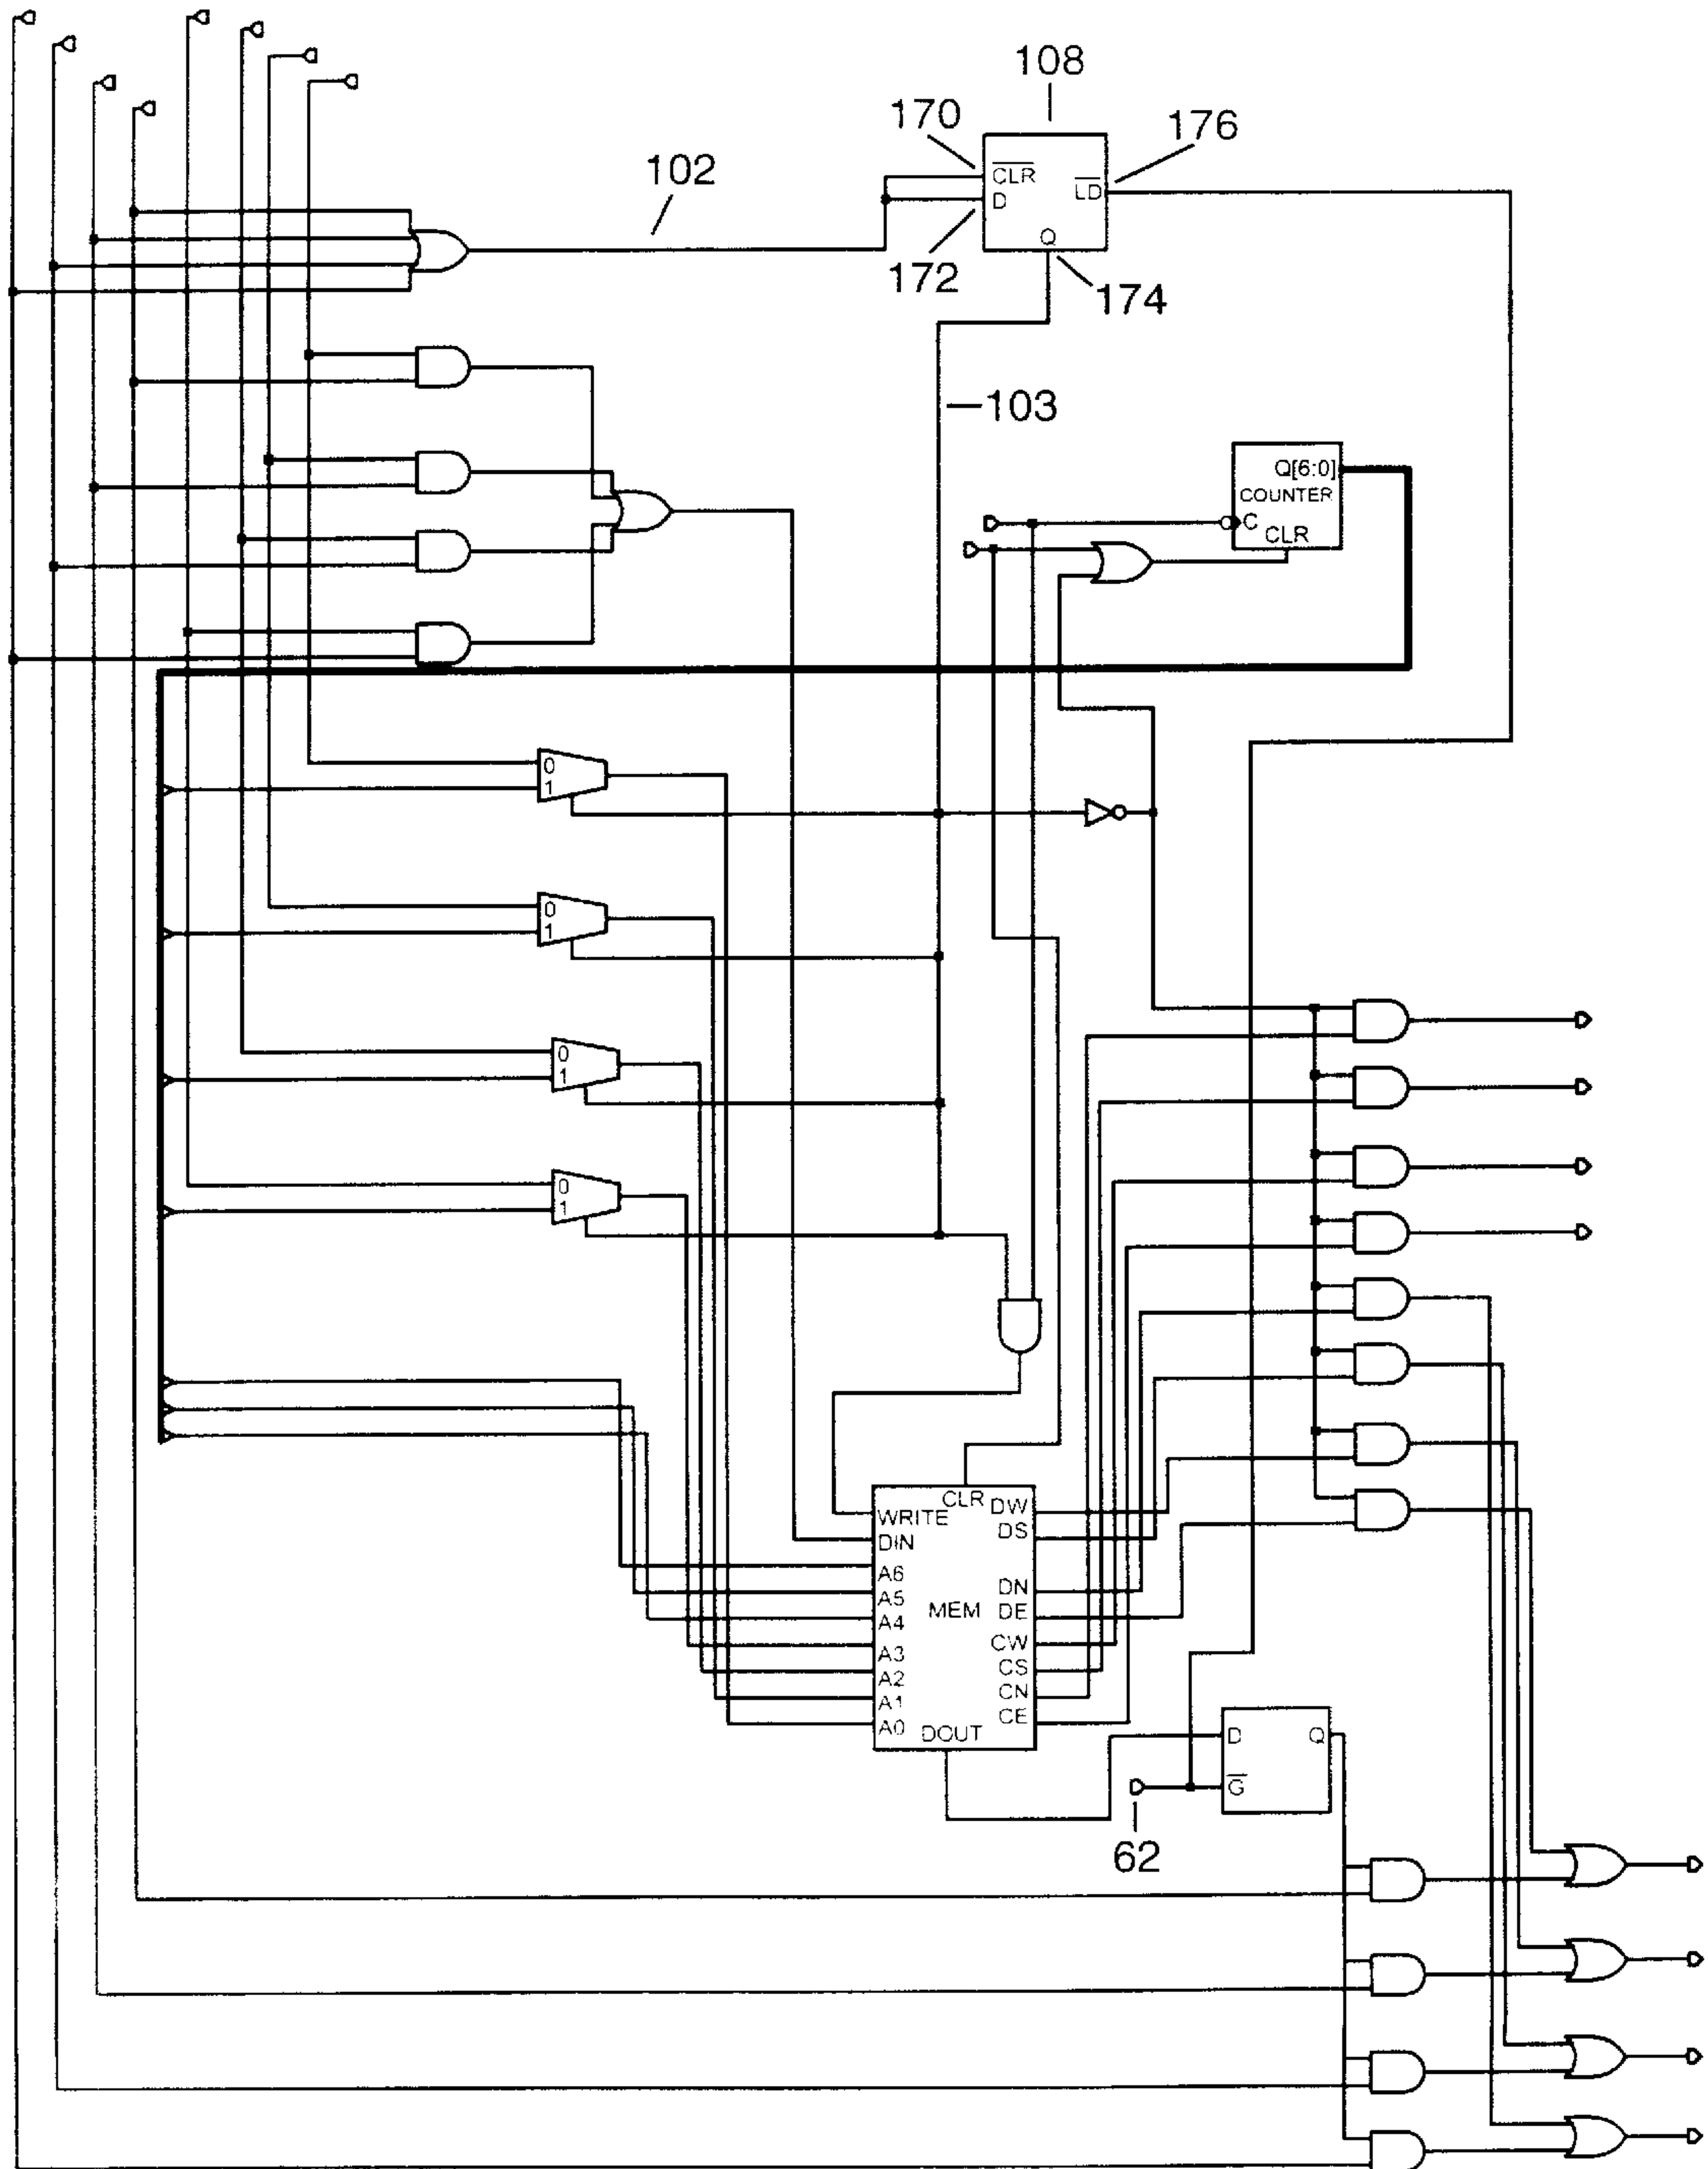 108
170
176
102
CLR
D
LD
Q
172
174
103
Q[6:0]
COUNTER
C
CLR
0
1
0
1
0
1
0
1
CLR
DW
WRITE
DS
DIN
A6
DN
A5
MEM
DE
A4
CW
A3
CS
A2
CN
A1
CE
A0
DOUT
D
Q
G
62